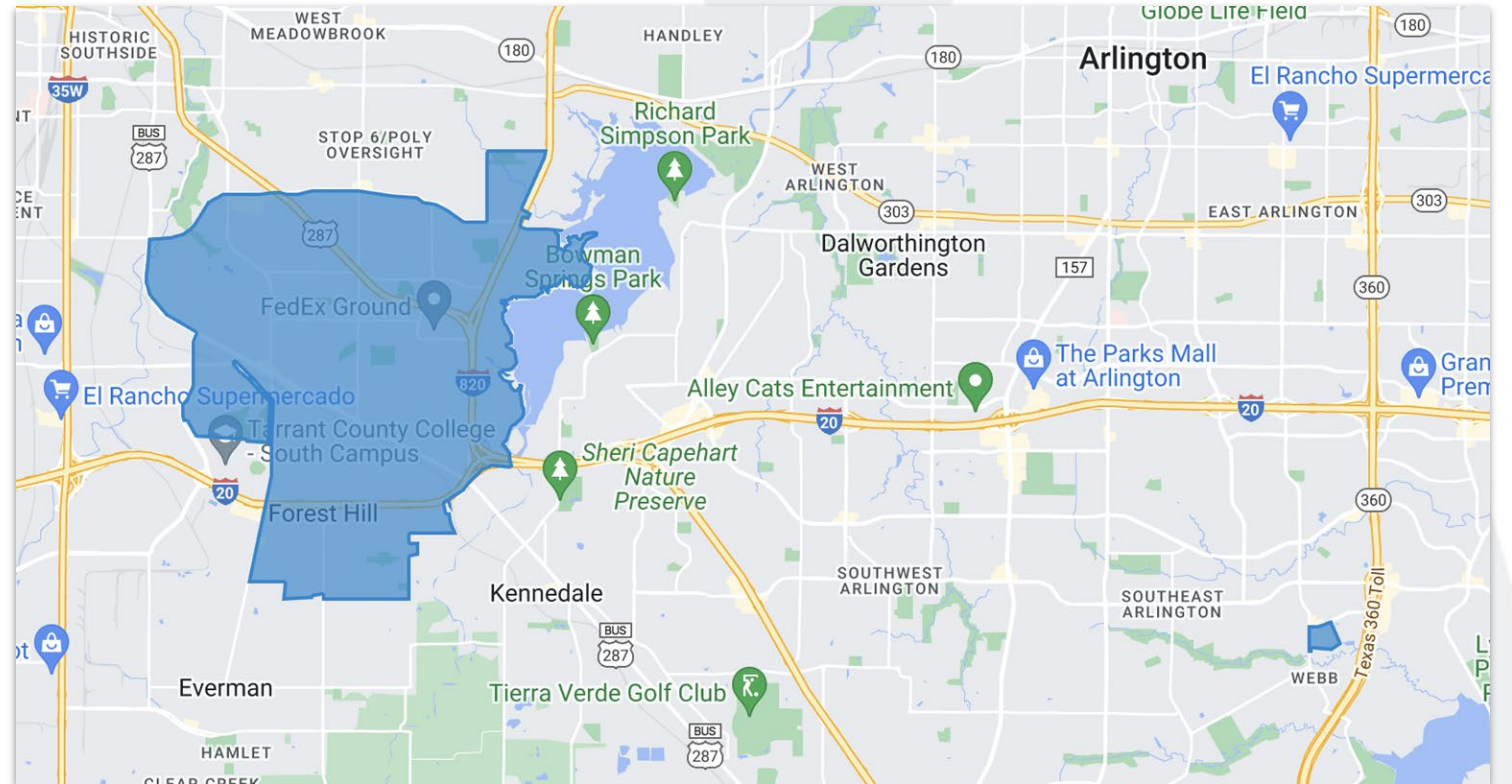 Globe Life Field
WEST
MEADOWBROOK
HISTORIC
SOUTHSIDE
180
HANDLEY
180
Arlington
180
El Rancho Supermerca
35W
BUS
287
STOP 6/POLY
OVERSIGHT
Richard
Simpson Park
WEST
ARLINGTON
303
EAST ARLINGTON
303
287
Bowman
Springs Park
Dalworthington
Gardens
157
360
FedEx Ground
820
The Parks Mall
at Arlington
Gran
Prem
El Rancho Supermercado
Alley Cats Entertainment
20
20
Tarrant County College
- South Campus
20
Sheri Capehart
Nature
Preserve
360
Forest Hill
Kennedale
SOUTHWEST
ARLINGTON
SOUTHEAST
ARLINGTON
Texas 360 Toll
BUS
287
WEBB
Everman
Tierra Verde Golf Club
BUS
287
HAMLET
CLEAR CREEK